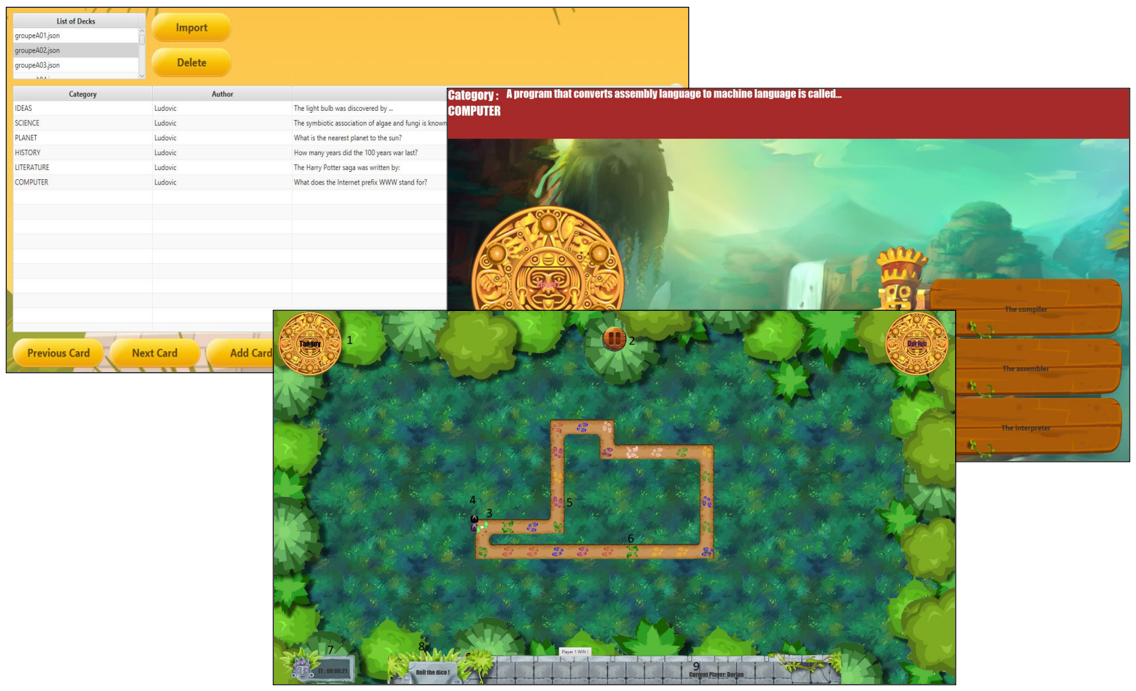 List of Decks
groupeA01.json
groupeA02.json
groupeA03.json
Import
Delete
Category Author
IDEAS Ludovic The light bulb was discovered by ...
SCIENCE Ludovic The symbiotic association of algae and fungi is known
PLANET Ludovic What is the nearest planet to the sun?
HISTORY Ludovic How many years did the 100 years war last?
LITERATURE Ludovic The Harry Potter saga was written by:
COMPUTER Ludovic What does the Internet prefix WWW stand for?
Previous Card Next Card Add Card
Category : A program that converts assembly language to machine language is called...
COMPUTER
The compiler
The assembler
The interpreter
Tanguy 1
2
Dorian
4
3
5
6
7
8
Roll the dice !
Player 1 WIN !
9
Current Player: Dorian